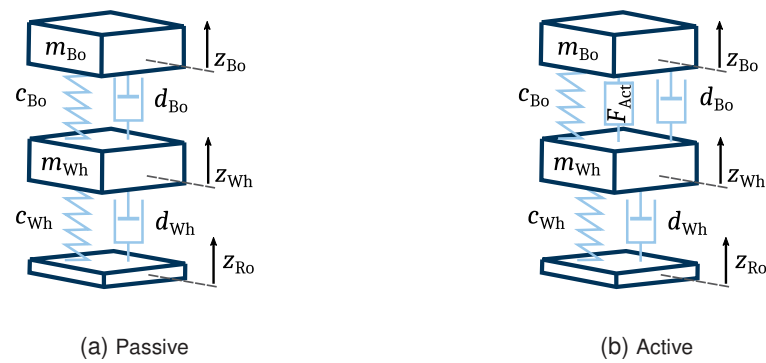 m_Bo
z_Bo
c_Bo
d_Bo
m_Wh
z_Wh
c_Wh
d_Wh
z_Ro
(a) Passive
m_Bo
z_Bo
c_Bo
F_Act
d_Bo
m_Wh
z_Wh
c_Wh
d_Wh
z_Ro
(b) Active